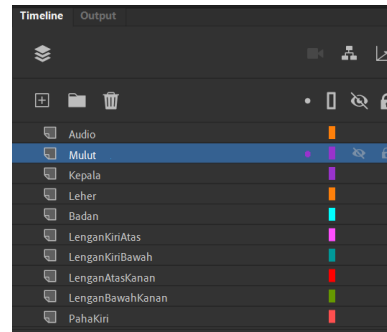 Timeline Output
Audio
Mulut
Kepala
Leher
Badan
LenganKiriAtas
LenganKiriBawah
LenganAtasKanan
LenganBawahKanan
PahaKiri